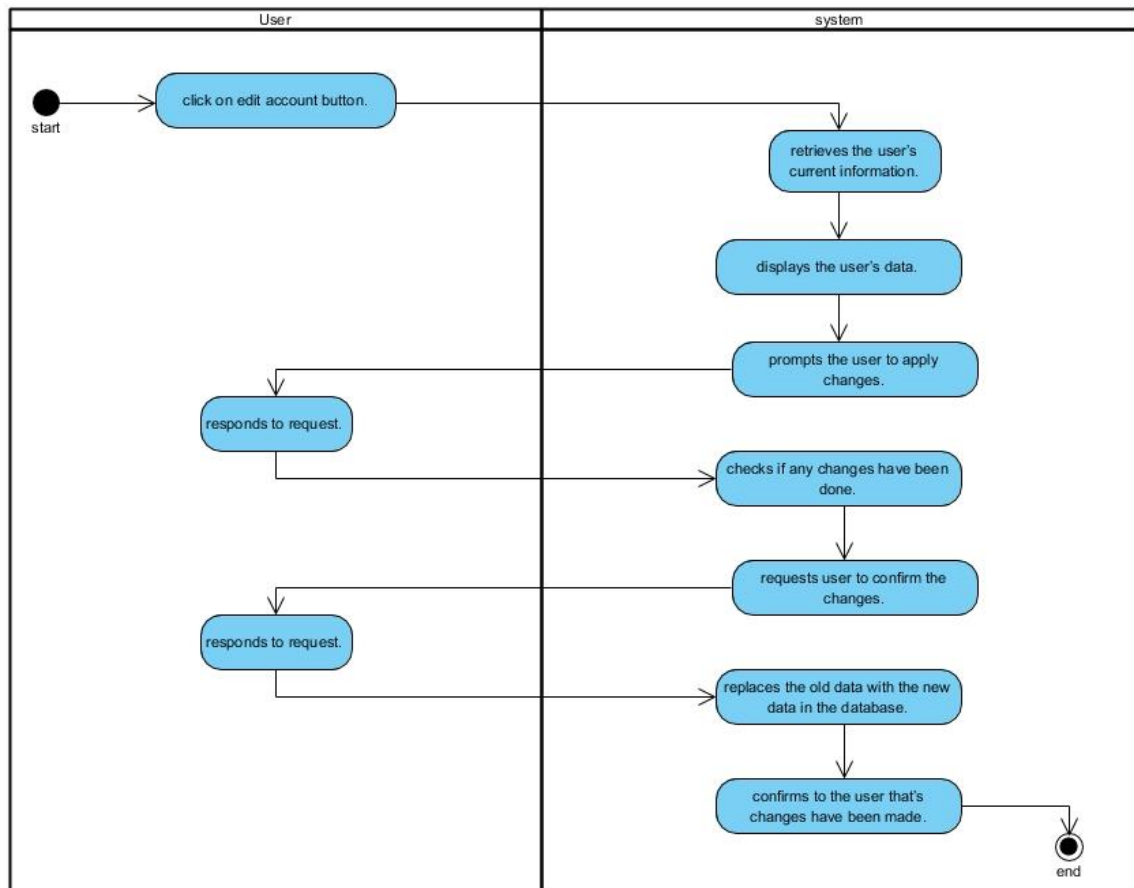 User
system
start
click on edit account button.
retrieves the user's
current information.
displays the user's data.
prompts the user to apply
changes.
responds to request.
checks if any changes have been
done.
requests user to confirm the
changes.
responds to request.
replaces the old data with the new
data in the database.
confirms to the user that's
changes have been made.
end